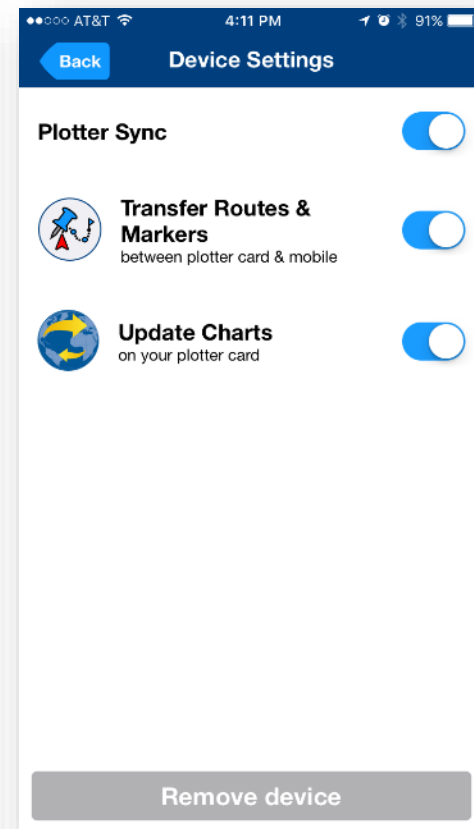 AT&T 4:11 PM 91%
Back Device Settings
Plotter Sync
Transfer Routes &
Markers
between plotter card & mobile
Update Charts
on your plotter card
Remove device